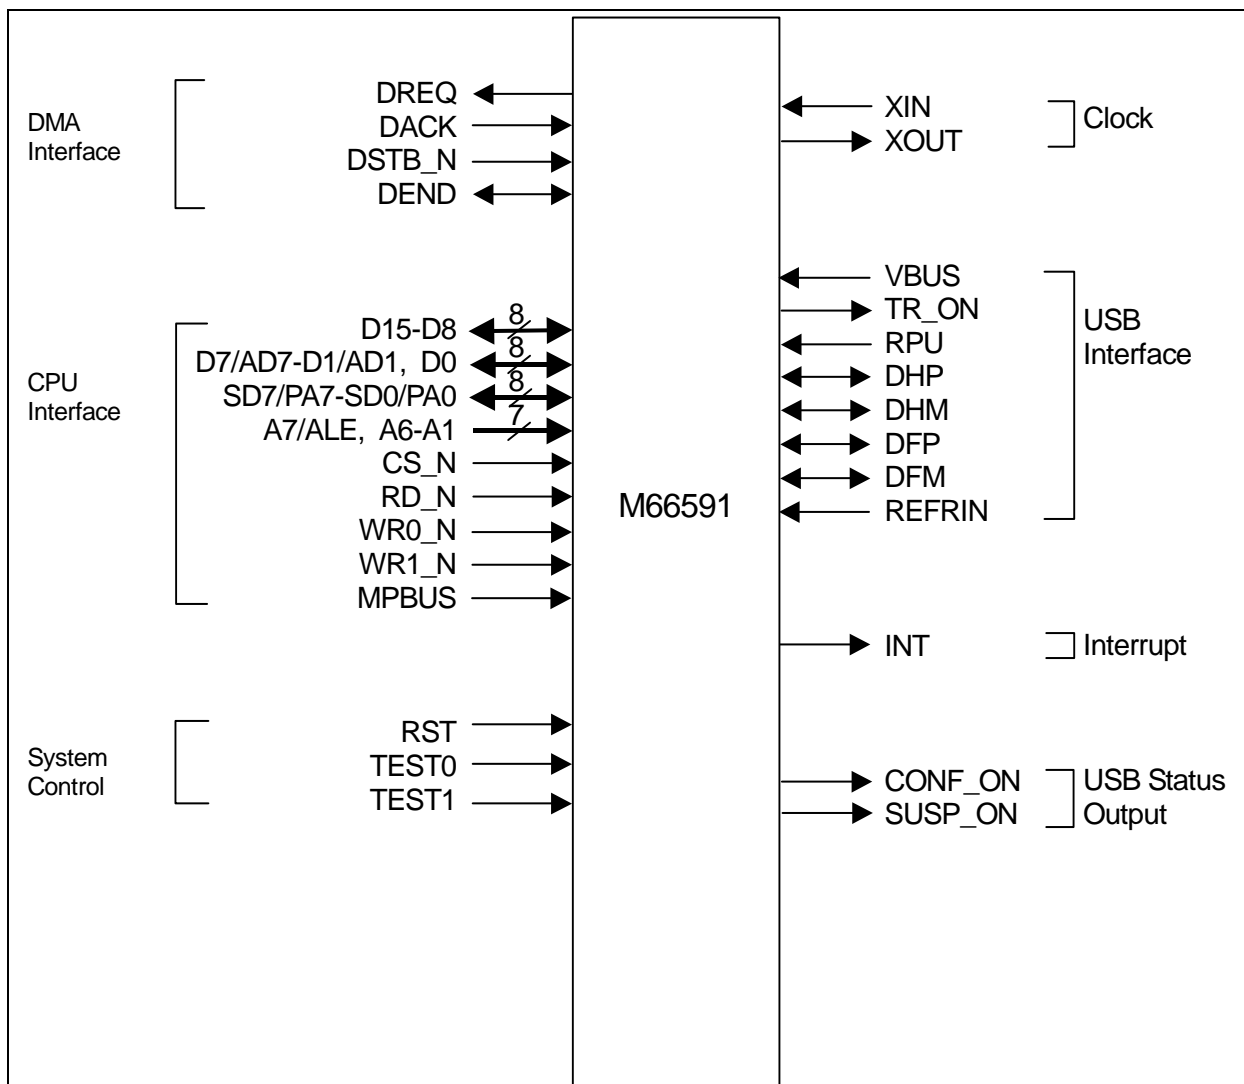 DMA
Interface
DREQ
DACK
DSTB_N
DEND
CPU
Interface
D15-D8
8
D7/AD7-D1/AD1, D0
8
SD7/PA7-SD0/PA0
8
A7/ALE, A6-A1
7
CS_N
RD_N
WR0_N
WR1_N
MPBUS
System
Control
RST
TEST0
TEST1
M66591
XIN
XOUT
Clock
VBUS
TR_ON
RPU
DHP
DHM
DFP
DFM
REFRIN
USB
Interface
INT
Interrupt
CONF_ON
SUSP_ON
USB Status
Output